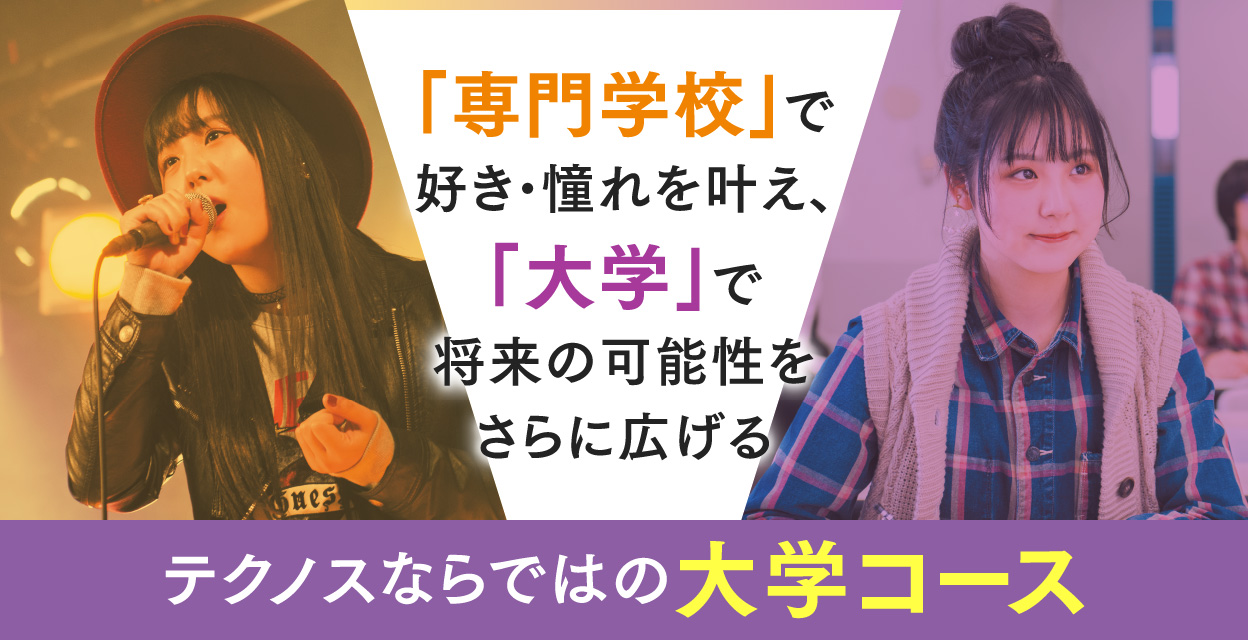 「専門学校」で
好き・憧れを叶え、
「大学」で
将来の可能性を
さらに広げる
テクノスならではの大学コース